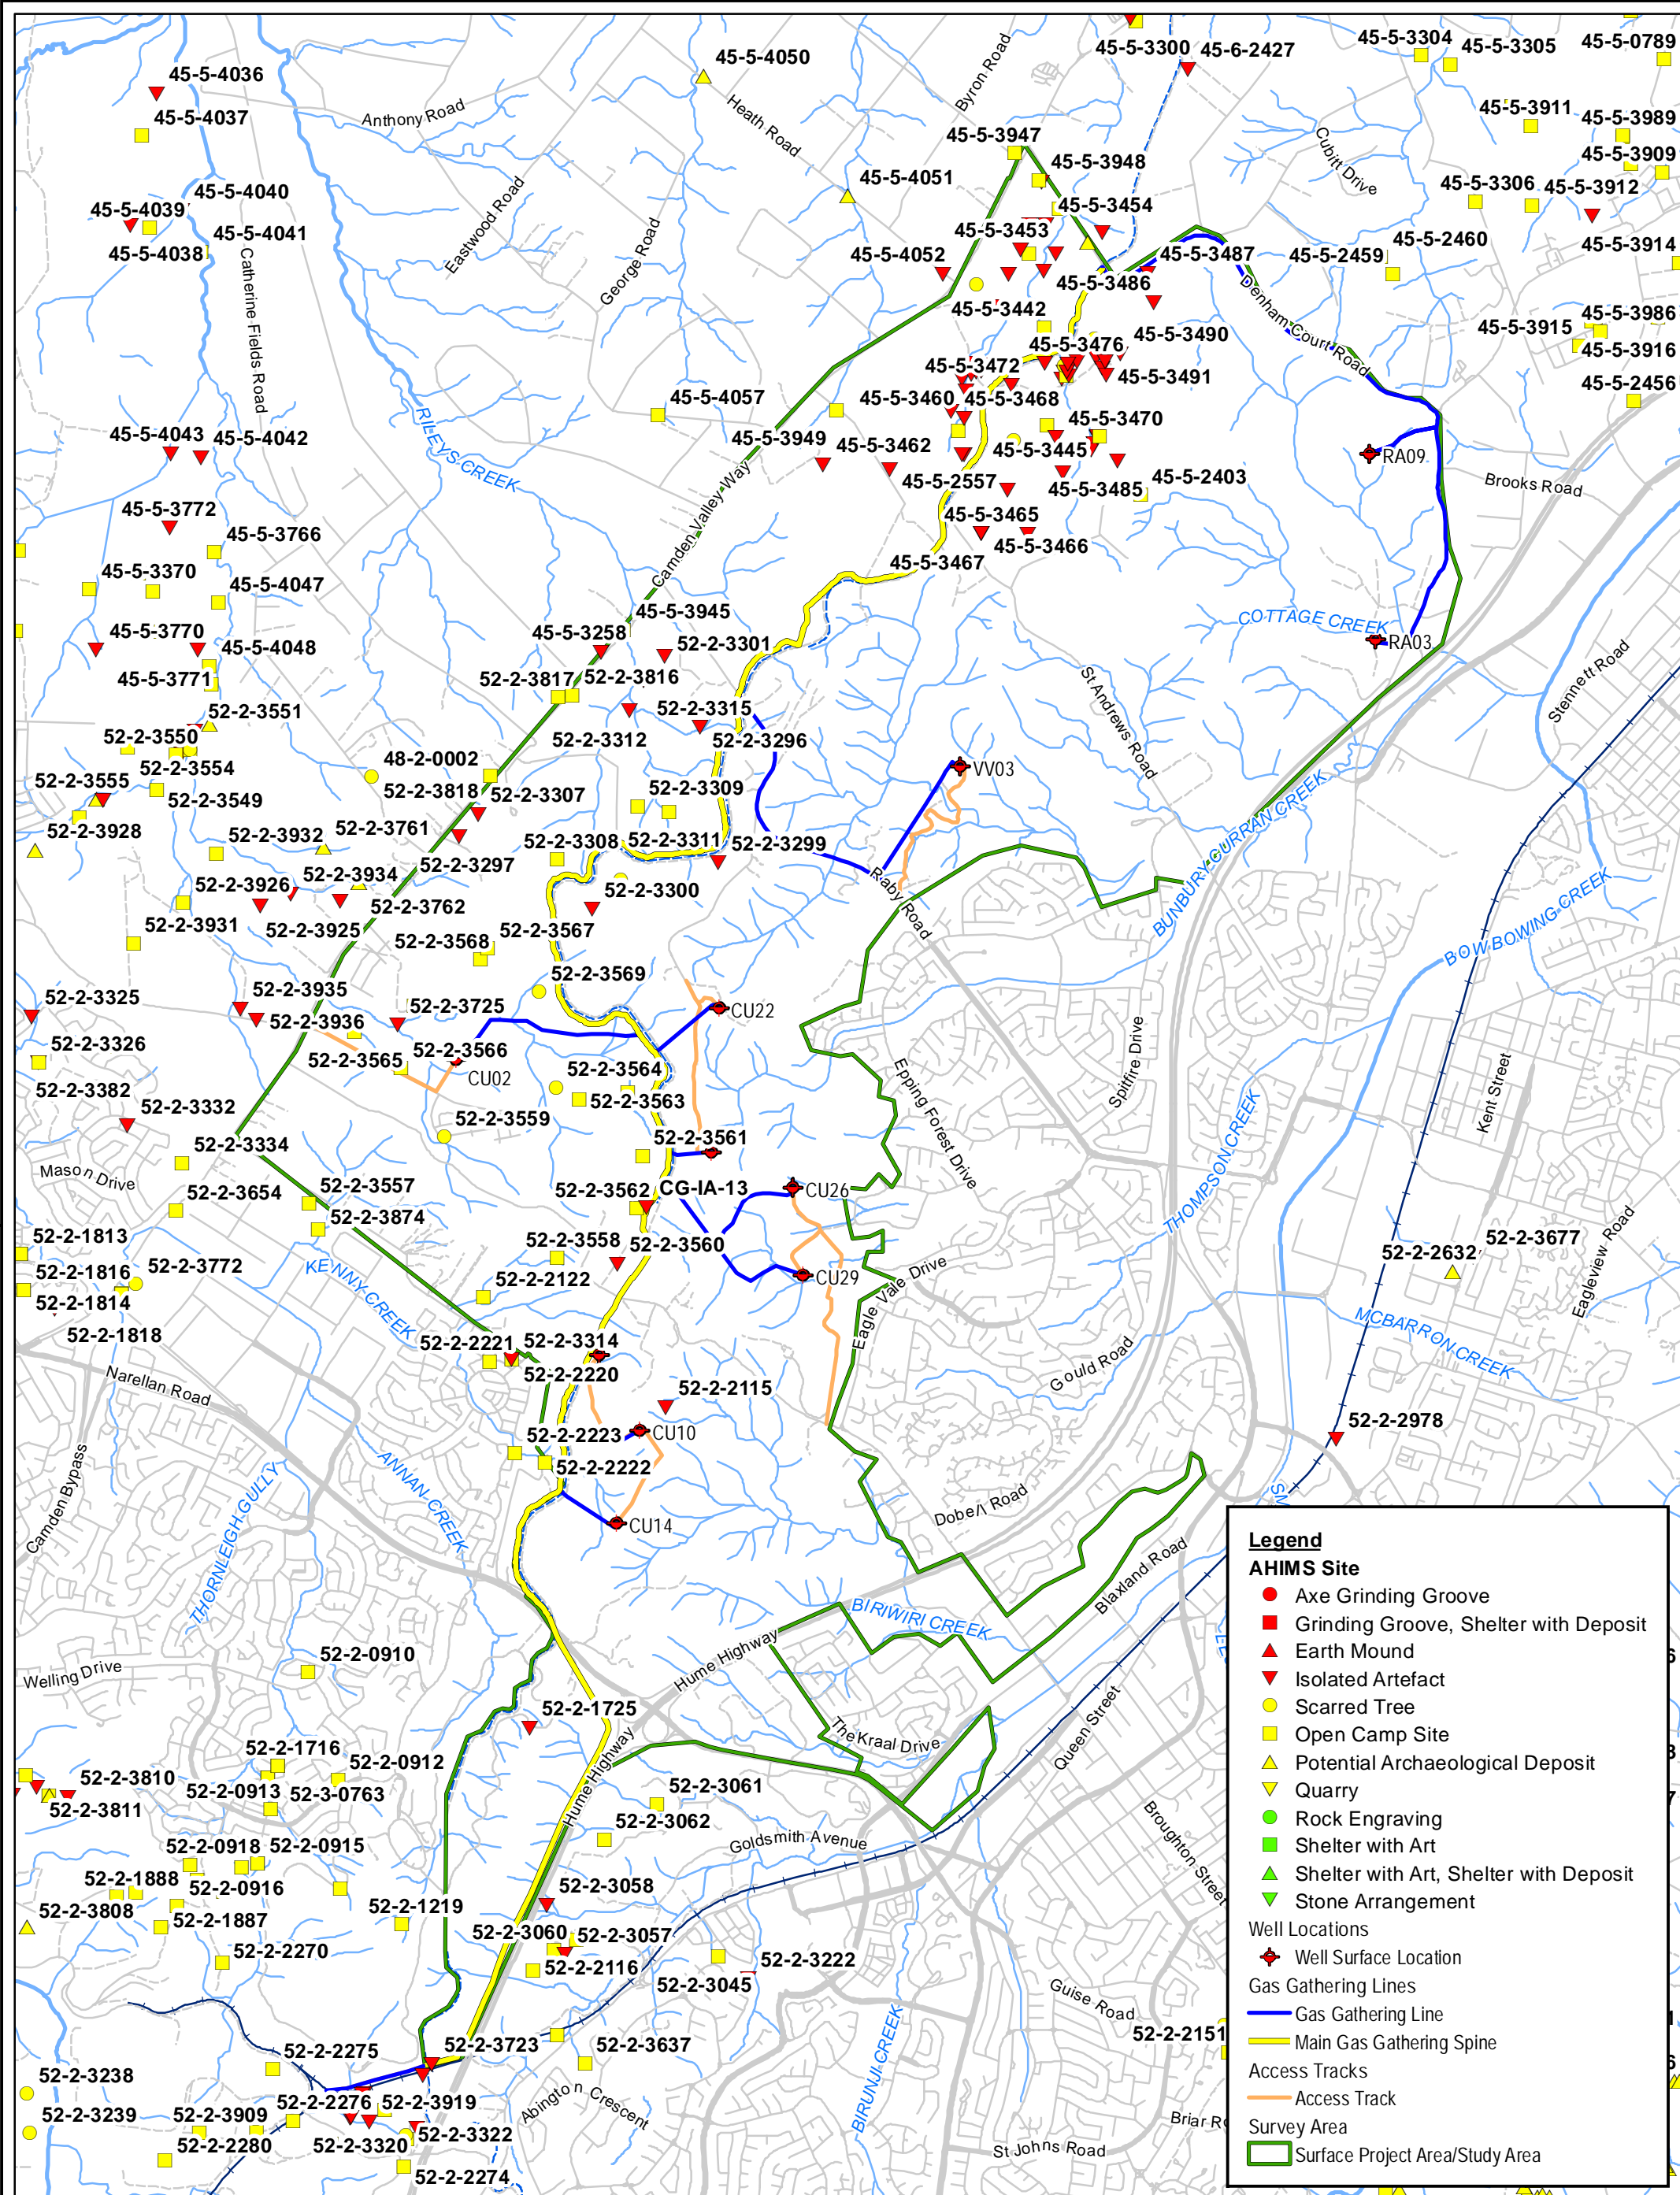 45-5-4036
45-5-4037
Anthony Road
45-5-4050
Heath Road
Byron Road
45-5-3300
45-6-2427
45-5-3304
45-5-3305
45-5-0789
45-5-3911
45-5-3989
45-5-3909
Cubitt Drive
45-5-3306
45-5-3912
45-5-3914
45-5-3947
45-5-3948
45-5-4051
45-5-3454
45-5-3453
45-5-4052
45-5-3487
45-5-3486
45-5-2459
45-5-2460
45-5-4040
45-5-4039
45-5-4041
45-5-4038
Catherine Fields Road
Eastwood Road
George Road
45-5-3442
Denham Court Road
45-5-3986
45-5-3915
45-5-3916
45-5-2456
45-5-3476
45-5-3490
45-5-3472
45-5-3491
45-5-3460
45-5-3468
45-5-4057
45-5-3470
45-5-3949
45-5-3462
45-5-3445
45-5-2557
45-5-3485
45-5-2403
RA09
Brooks Road
45-5-4043
45-5-4042
RILEYS CREEK
Camden Valley Way
45-5-3465
45-5-3466
45-5-3467
45-5-3772
45-5-3766
45-5-3370
45-5-4047
45-5-3770
45-5-4048
45-5-3771
45-5-3945
45-5-3258
52-2-3301
52-2-3817
52-2-3816
52-2-3315
52-2-3312
52-2-3296
COTTAGE CREEK
RA03
Stennett Road
St Andrews Road
52-2-3551
52-2-3550
52-2-3554
52-2-3555
52-2-3549
52-2-3928
48-2-0002
52-2-3818
52-2-3307
52-2-3309
VV03
52-2-3932
52-2-3761
52-2-3308
52-2-3311
52-2-3299
52-2-3297
52-2-3926
52-2-3934
52-2-3300
Raby Road
BUNBURY CURRAN CREEK
BOW BOWING CREEK
52-2-3762
52-2-3931
52-2-3925
52-2-3568
52-2-3567
52-2-3569
52-2-3325
52-2-3935
52-2-3936
52-2-3725
CU22
52-2-3326
52-2-3565
52-2-3566
CU02
52-2-3564
52-2-3382
52-2-3563
52-2-3332
52-2-3559
Epping Forest Drive
Spitfire Drive
Kent Street
52-2-3334
52-2-3561
Mason Drive
52-2-3654
52-2-3557
52-2-3562
CG-IA-13
CU26
THOMPSON CREEK
52-2-3874
52-2-1813
52-2-3558
52-2-3560
52-2-2632
52-2-3677
Eagleview Road
52-2-1816
52-2-3772
KENNY CREEK
52-2-2122
CU29
Eagle Vale Drive
52-2-1814
52-2-1818
52-2-2221
52-2-3314
MCBARRON CREEK
Gould Road
Narellan Road
52-2-2220
52-2-2115
52-2-2978
52-2-2223
CU10
52-2-2222
Camden Bypass
ANNAN CREEK
THORNLEIGH GULLY
CU14
Dobell Road
Blaxland Road
BIRIWIRI CREEK
Hume Highway
Welling Drive
52-2-0910
52-2-1725
The Kraal Drive
Queen Street
Hume Highway
52-2-1716
52-2-0912
52-2-3810
52-2-0913
52-3-0763
52-2-3811
52-2-3061
52-2-3062
Goldsmith Avenue
Broughton Street
52-2-0918
52-2-0915
52-2-1888
52-2-0916
52-2-3808
52-2-1887
52-2-1219
52-2-3058
52-2-3060
52-2-3057
52-2-2270
52-2-2116
52-2-3222
52-2-3045
Guise Road
52-2-2151
BIRUNJI CREEK
52-2-3723
52-2-3637
52-2-2275
52-2-3238
52-2-2276
52-2-3919
Abington Crescent
52-2-3239
52-2-3909
52-2-3322
52-2-2280
52-2-3320
52-2-2274
St Johns Road
Briar R
Legend
AHIMS Site
Axe Grinding Groove
Grinding Groove, Shelter with Deposit
Earth Mound
Isolated Artefact
Scarred Tree
Open Camp Site
Potential Archaeological Deposit
Quarry
Rock Engraving
Shelter with Art
Shelter with Art, Shelter with Deposit
Stone Arrangement
Well Locations
Well Surface Location
Gas Gathering Lines
Gas Gathering Line
Main Gas Gathering Spine
Access Tracks
Access Track
Survey Area
Surface Project Area/Study Area